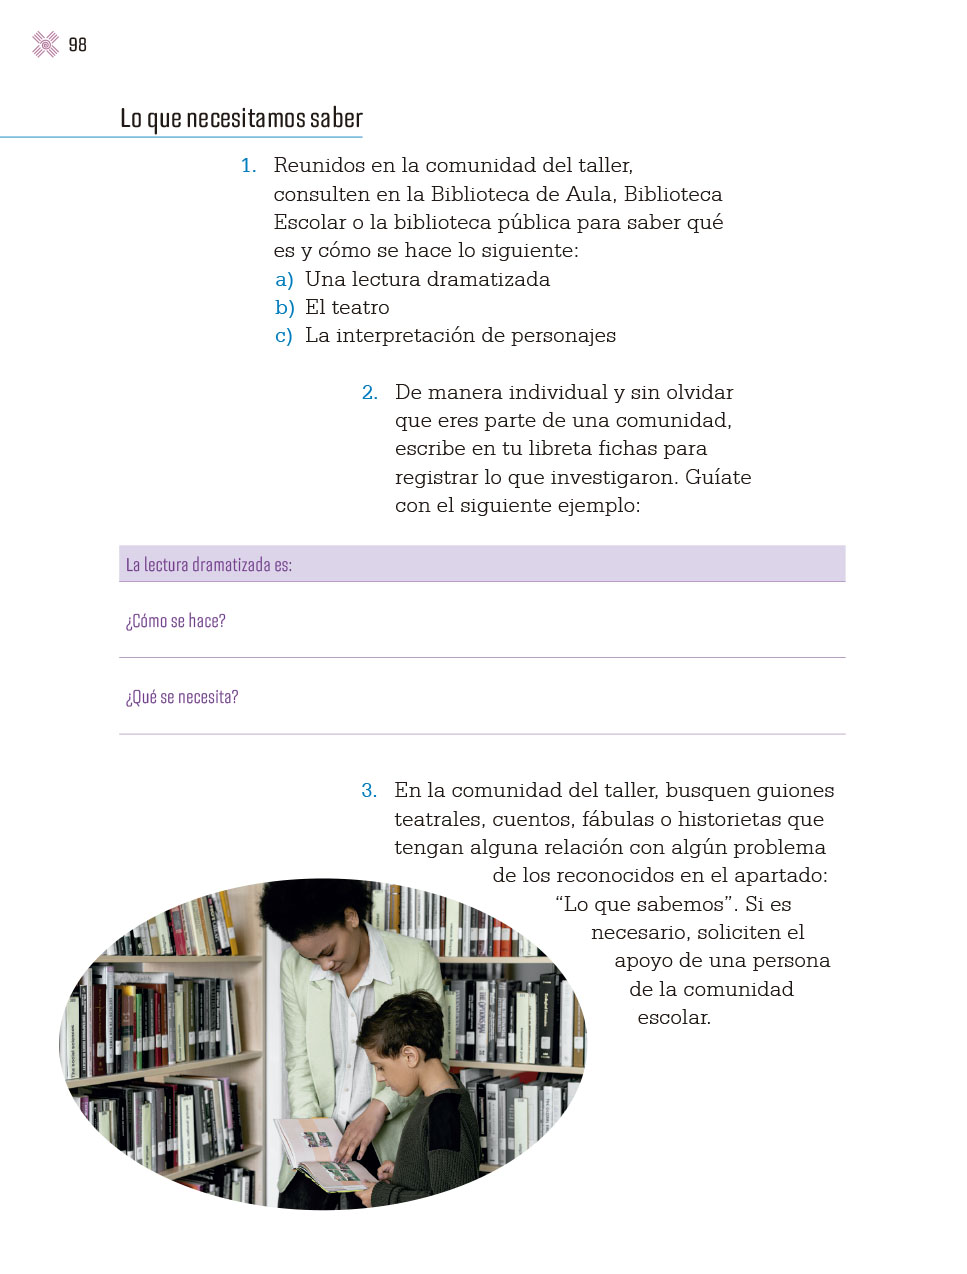 98
Lo que necesitamos saber
1. Reunidos en la comunidad del taller,
consulten en la Biblioteca de Aula, Biblioteca
Escolar o la biblioteca pública para saber qué
es y cómo se hace lo siguiente:
a) Una lectura dramatizada
b) El teatro
c) La interpretación de personajes
2. De manera individual y sin olvidar
que eres parte de una comunidad,
escribe en tu libreta fichas para
registrar lo que investigaron. Guíate
con el siguiente ejemplo:
La lectura dramatizada es:
¿Cómo se hace?
¿Qué se necesita?
3. En la comunidad del taller, busquen guiones
teatrales, cuentos, fábulas o historietas que
tengan alguna relación con algún problema
de los reconocidos en el apartado:
“Lo que sabemos”. Si es
necesario, soliciten el
apoyo de una persona
de la comunidad
escolar.